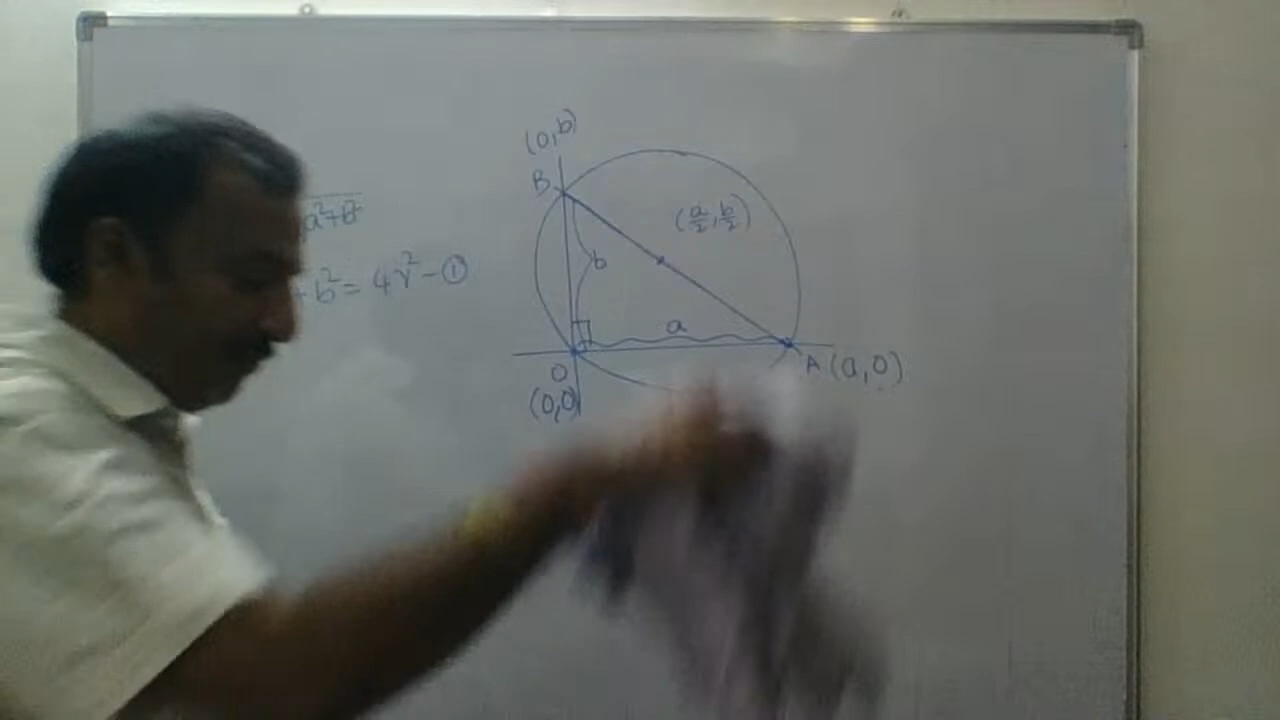 a²+b²
+ b² = 4r² - ①
(0,b)
B
(a/2, b/2)
b
a
O
(0,0)
A (a,0)